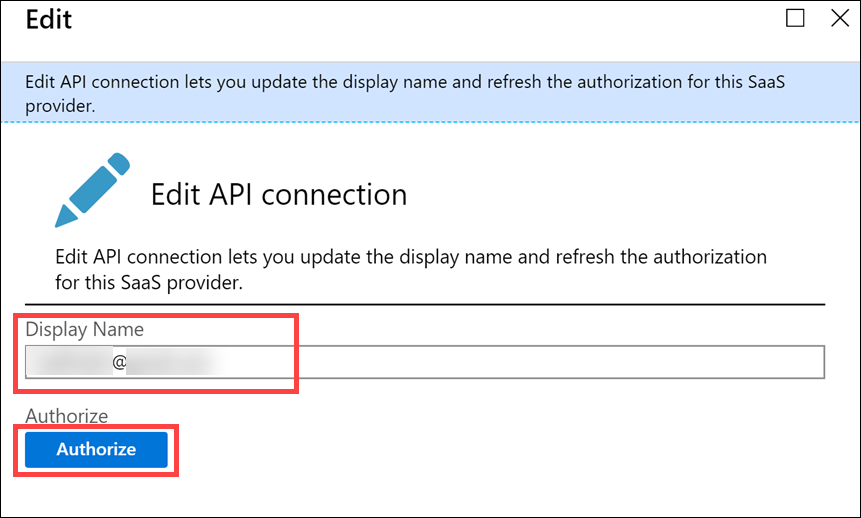 Edit
Edit API connection lets you update the display name and refresh the authorization for this SaaS
provider.
Edit API connection
Edit API connection lets you update the display name and refresh the authorization
for this SaaS provider.
Display Name
@
Authorize
Authorize